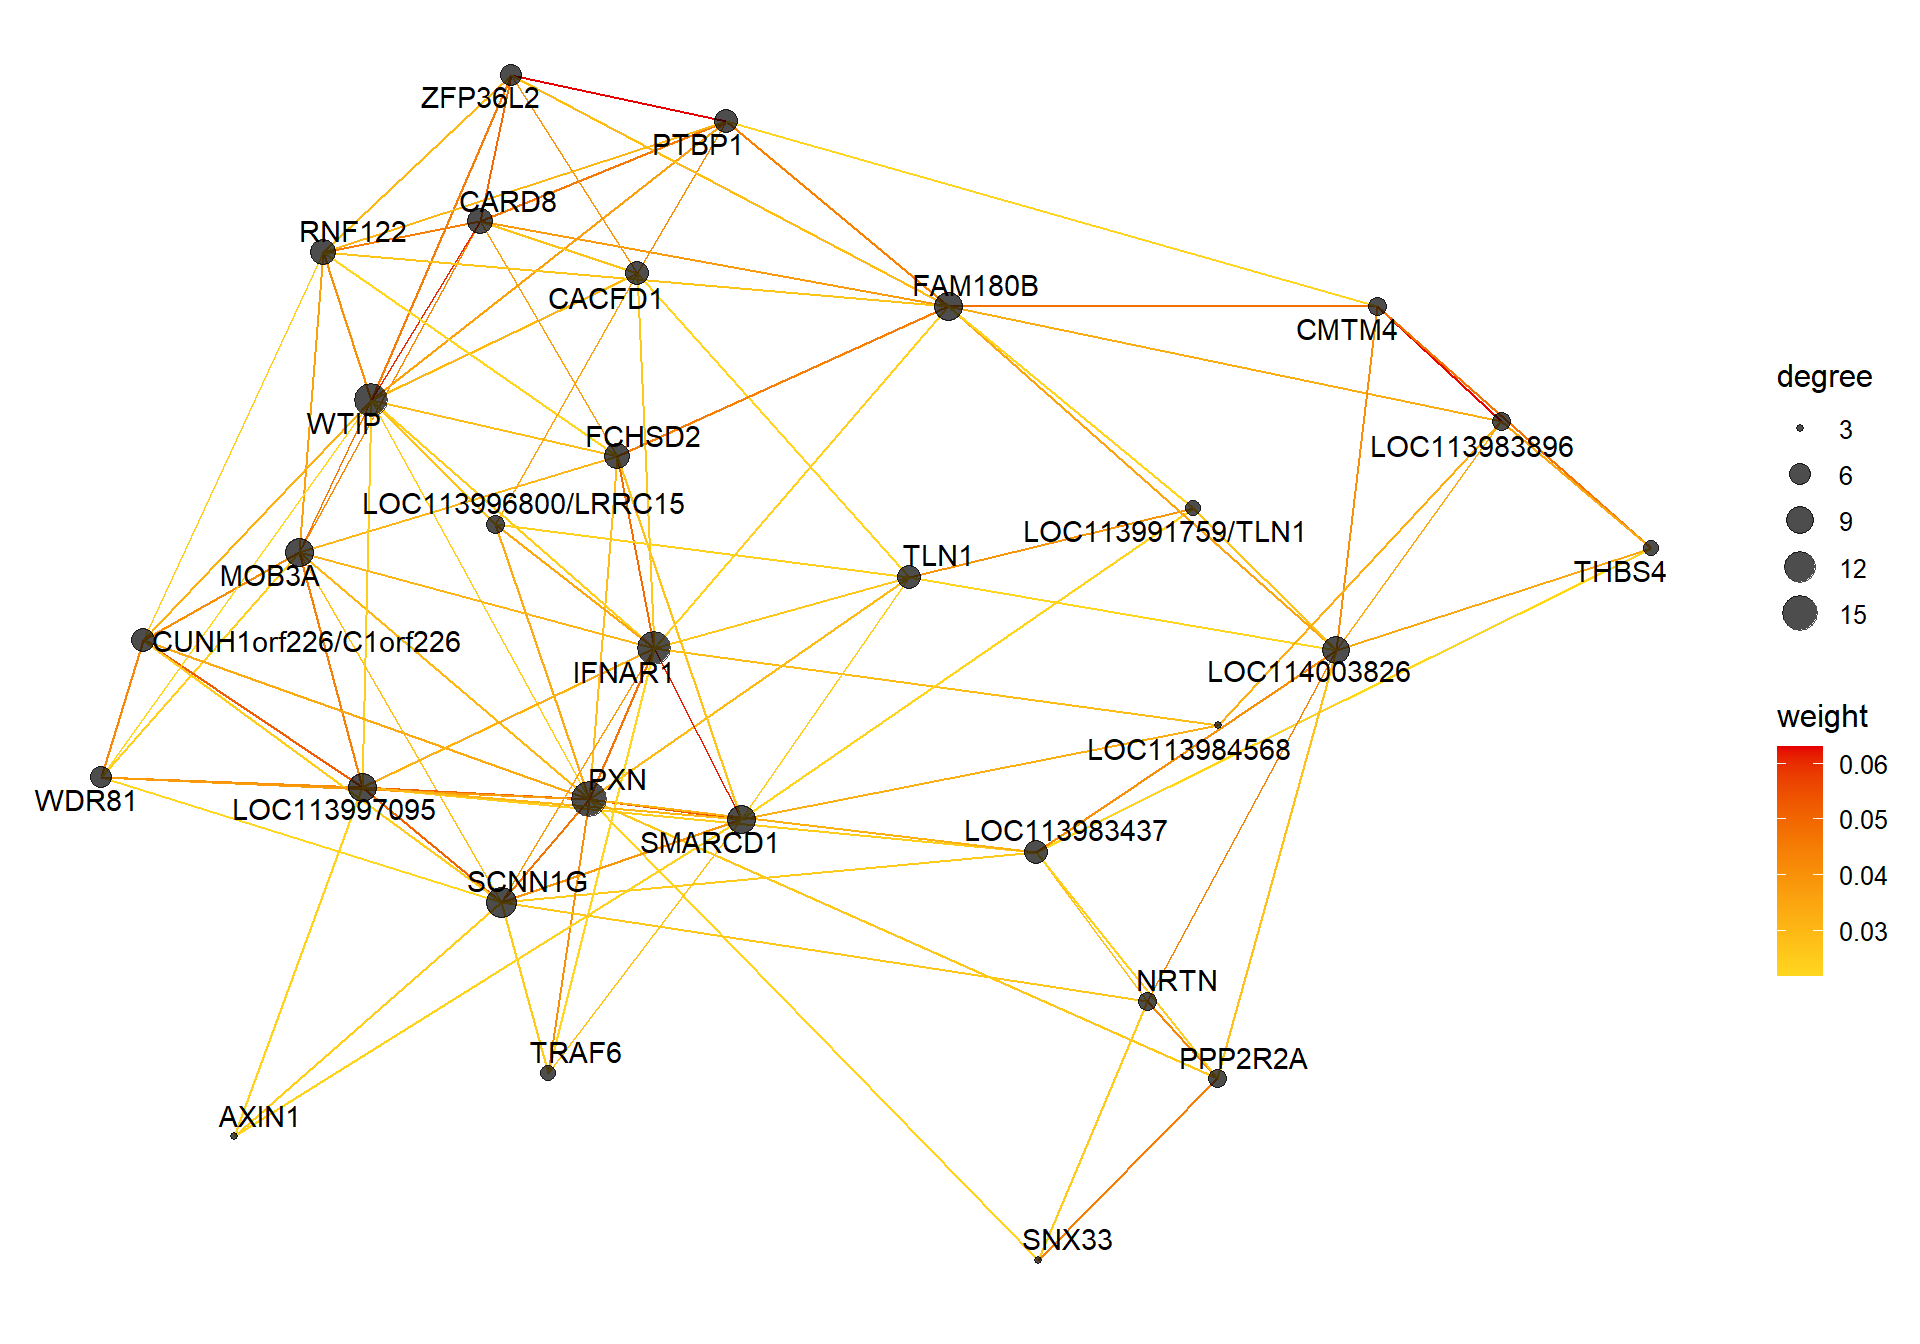 ZFP36L2
PTBP1
CARD8
RNF122
CACFD1
FAM180B
CMTM4
WTIP
FCHSD2
LOC113983896
LOC113996800/LRRC15
LOC113991759/TLN1
TLN1
THBS4
MOB3A
CUNH1orf226/C1orf226
IFNAR1
LOC114003826
LOC113984568
PXN
WDR81
LOC113997095
SMARCD1
LOC113983437
SCNN1G
NRTN
TRAF6
PPP2R2A
AXIN1
SNX33
degree
3
6
9
12
15
weight
0.06
0.05
0.04
0.03